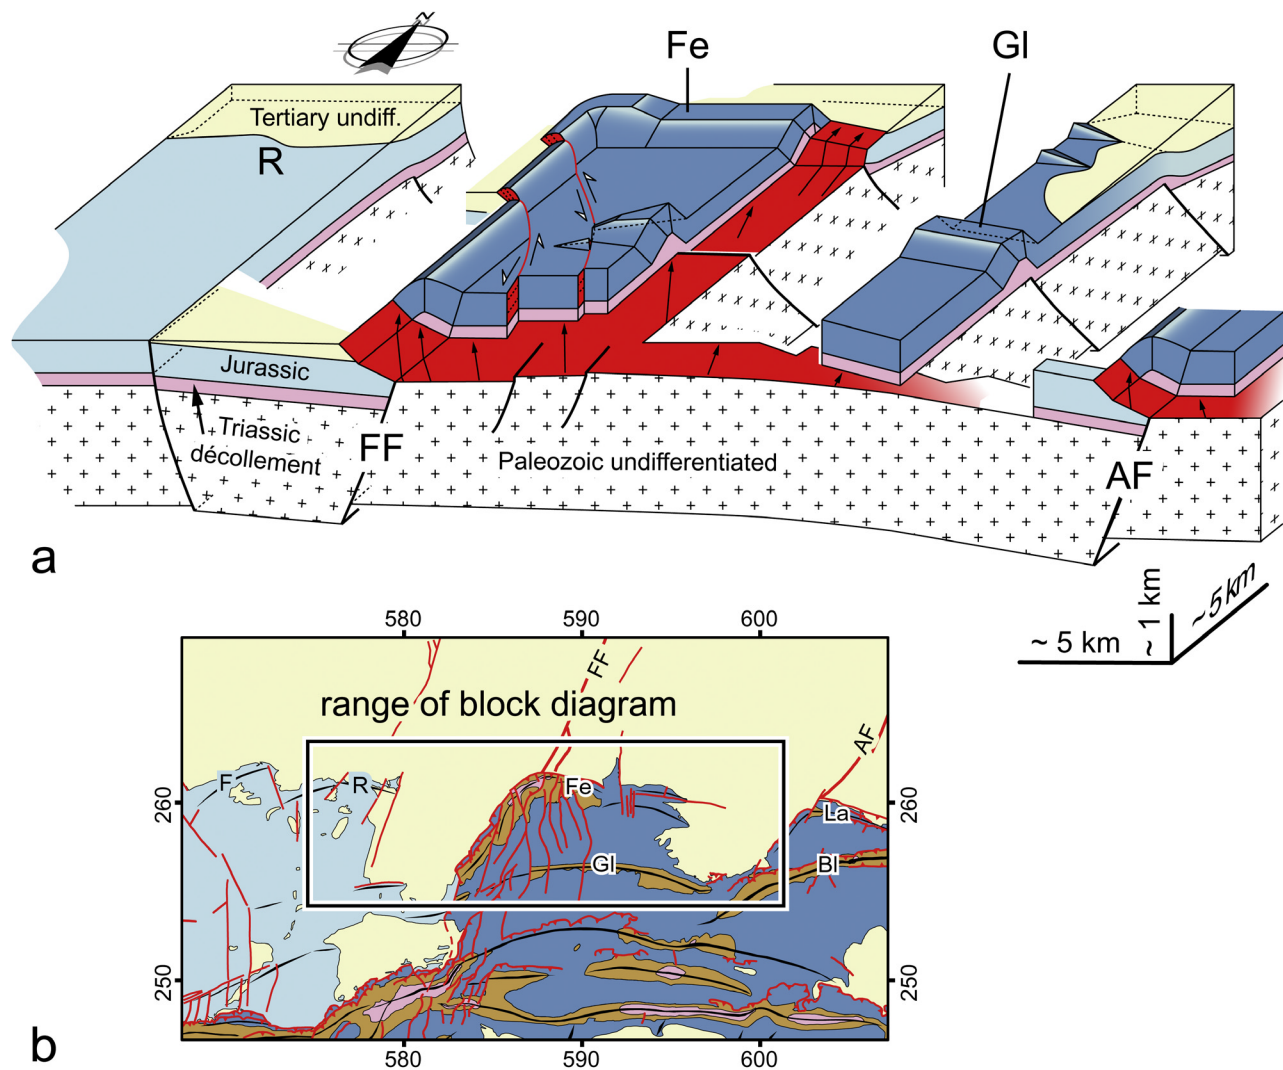 N
Fe
Gl
Tertiary undiff.
R
Jurassic
Triassic
décollement
FF
Paleozoic undifferentiated
AF
a
~ 5 km
~ 1 km
~ 5 km
580
590
600
FF
range of block diagram
AF
F
R
Fe
260
260
La
Gl
Bl
250
250
b
580
590
600